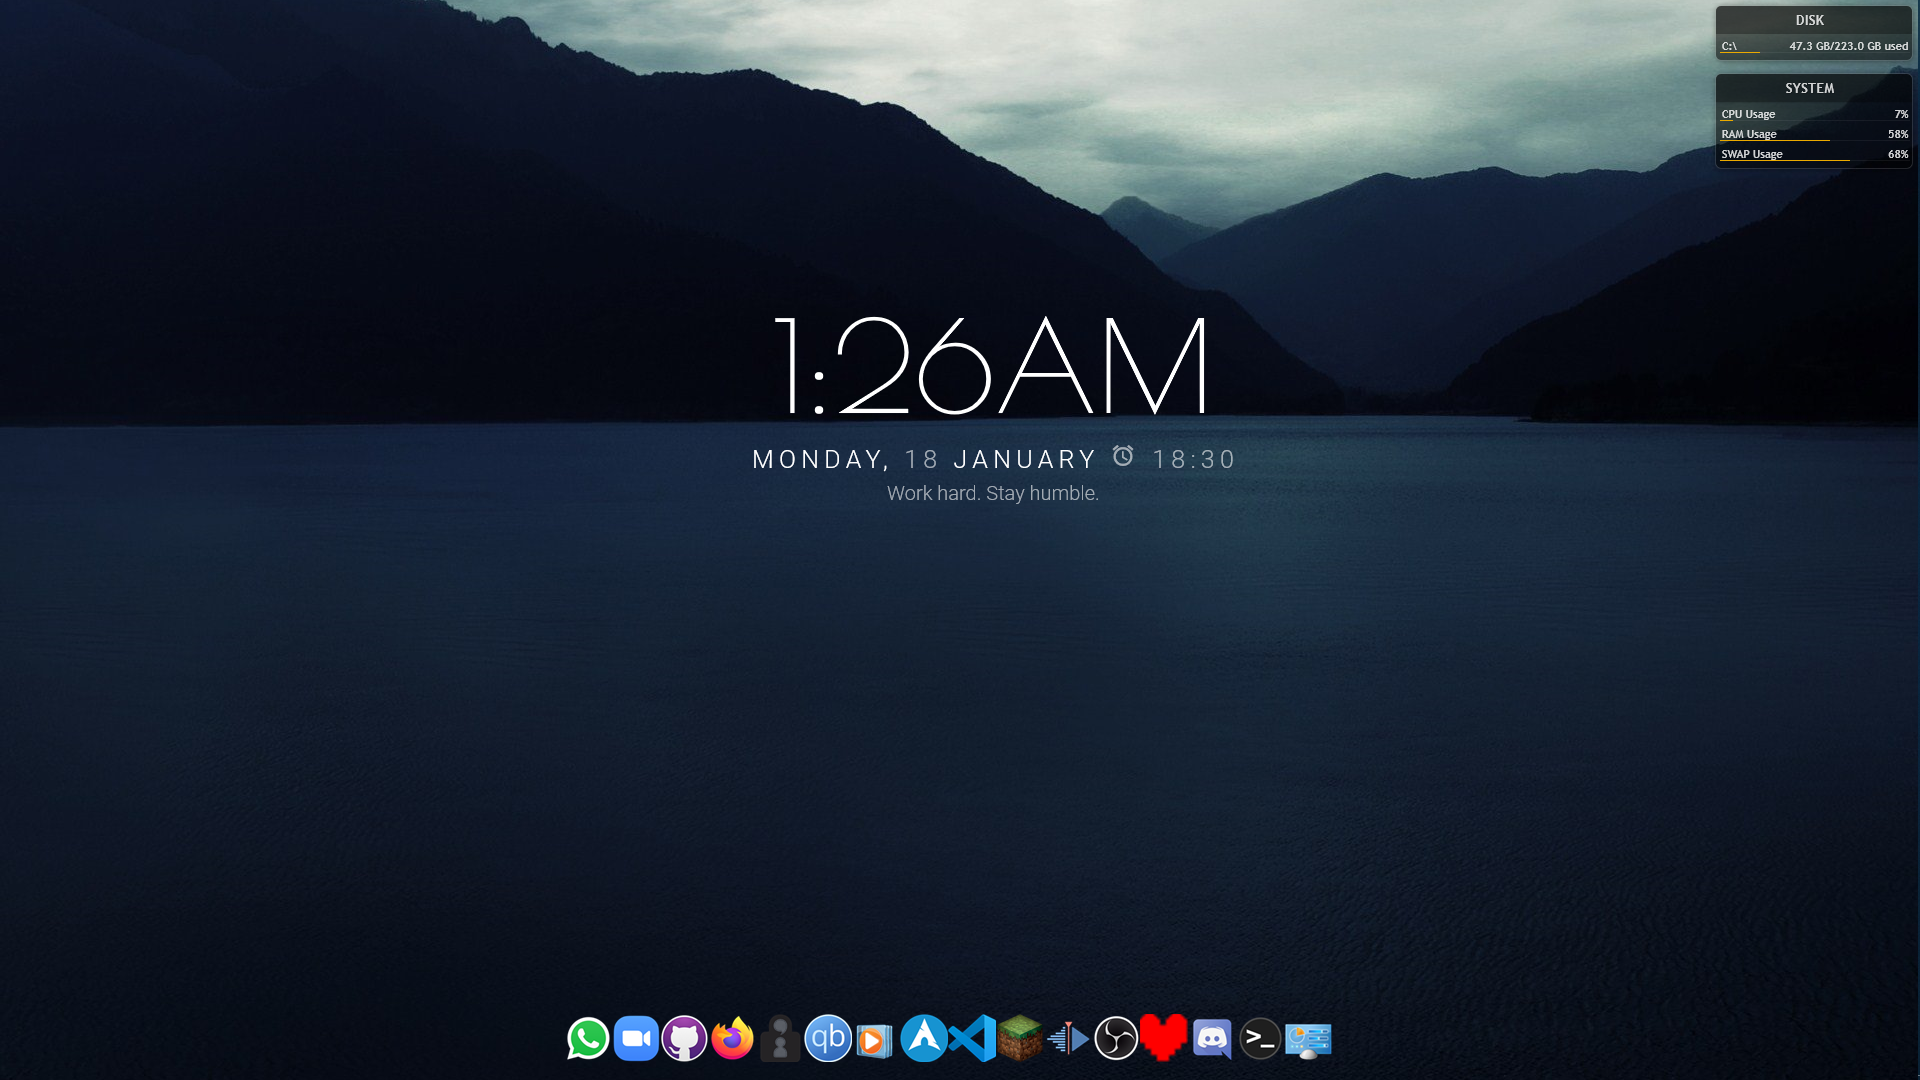 DISK
C:\ 47.3 GB/223.0 GB used
SYSTEM
CPU Usage 7%
RAM Usage 58%
SWAP Usage 68%
1:26AM
MONDAY, 18 JANUARY 18:30
Work hard. Stay humble.
qb
>_